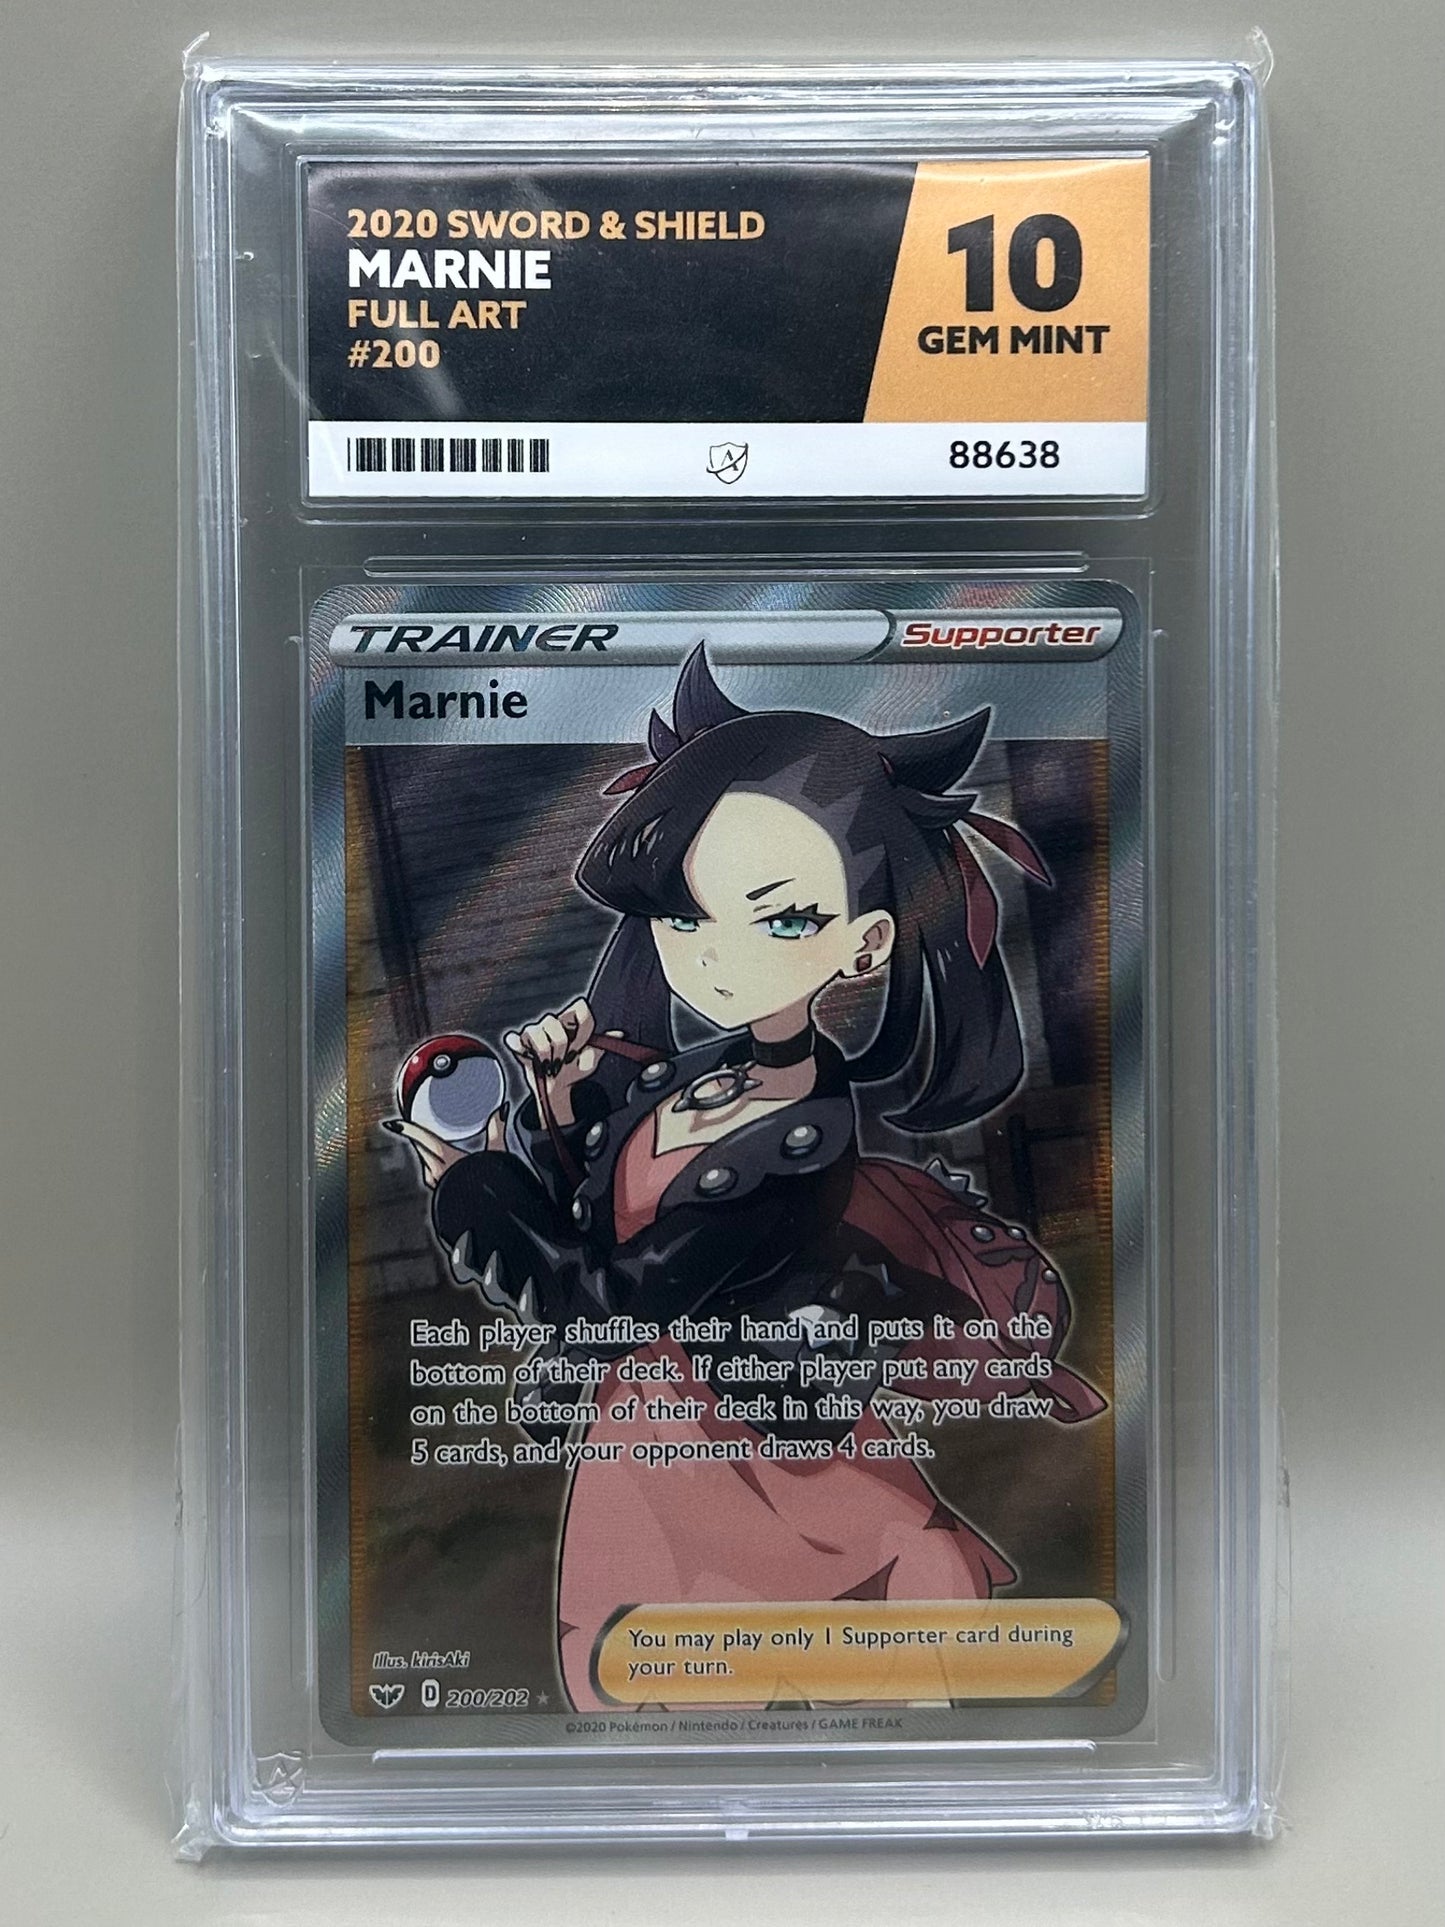 2020 SWORD & SHIELD
MARNIE
FULL ART
#200
10
GEM MINT
88638
TRAINER
Supporter
Marnie
Each player shuffles their hand and puts it on the
bottom of their deck. If either player put any cards
on the bottom of their deck in this way, you draw
5 cards, and your opponent draws 4 cards.
You may play only 1 Supporter card during
your turn.
Illus. kirisAki
D 200/202 ★
©2020 Pokémon / Nintendo / Creatures / GAME FREAK